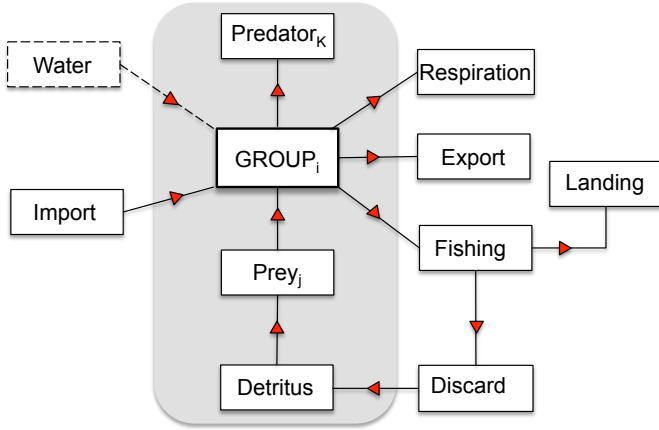 Predator_K
Water
Respiration
GROUP_i
Export
Landing
Import
Fishing
Prey_j
Detritus
Discard